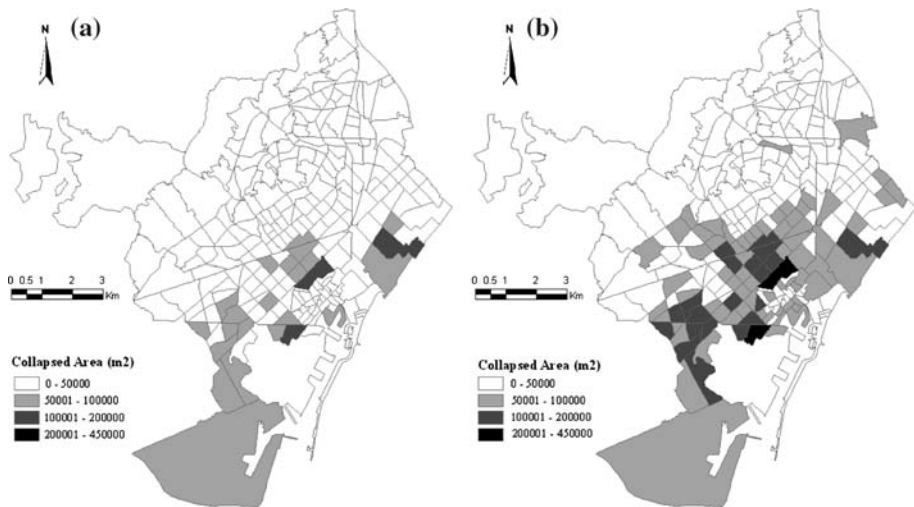 (a)
N
0 0.5 1 2 3
Km
Collapsed Area (m2)
0 - 50000
50001 - 100000
100001 - 200000
200001 - 450000
(b)
N
0 0.5 1 2 3
Km
Collapsed Area (m2)
0 - 50000
50001 - 100000
100001 - 200000
200001 - 450000